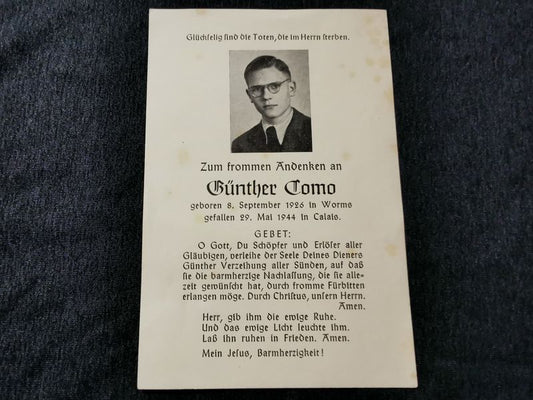 Glückselig sind die Toten, die im Herrn sterben.
Zum frommen Andenken an
Günther Como
geboren 8. September 1926 in Worms
gefallen 29. Mai 1944 in Calais.
GEBET:
O Gott, Du Schöpfer und Erlöser aller
Gläubigen, verleihe der Seele Deines Dieners
Günther Verzeihung aller Sünden, auf daß
sie die barmherzige Nachlassung, die sie alle-
zeit gewünscht hat, durch fromme Fürbitten
erlangen möge. Durch Christus, unsern Herrn.
Amen.
Herr, gib ihm die ewige Ruhe.
Und das ewige Licht leuchte ihm.
Laß ihn ruhen in Frieden. Amen.
Mein Jesus, Barmherzigkeit!